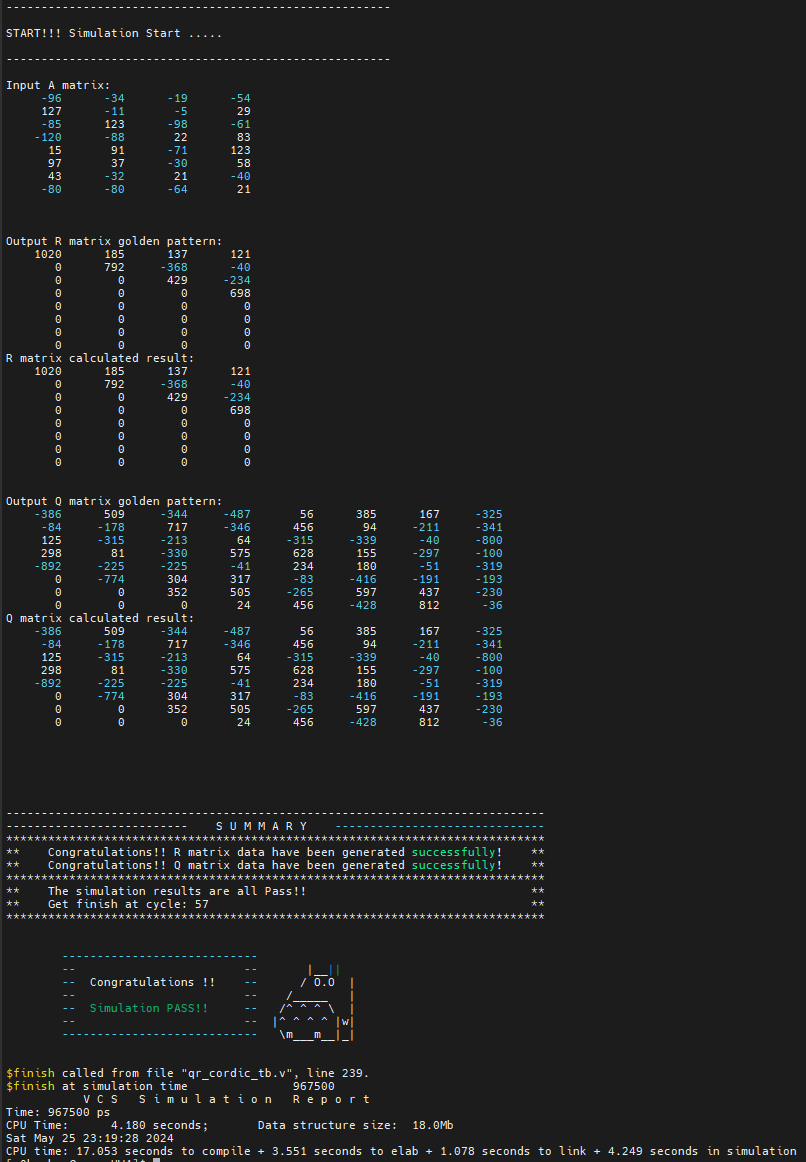 -------------------------------------------------------
START!!! Simulation Start .....
-------------------------------------------------------
Input A matrix:
-96 -34 -19 -54
127 -11 -5 29
-85 123 -98 -61
-120 -88 22 83
15 91 -71 123
97 37 -30 58
43 -32 21 -40
-80 -80 -64 21
Output R matrix golden pattern:
1020 185 137 121
0 792 -368 -40
0 0 429 -234
0 0 0 698
0 0 0 0
0 0 0 0
0 0 0 0
0 0 0 0
R matrix calculated result:
1020 185 137 121
0 792 -368 -40
0 0 429 -234
0 0 0 698
0 0 0 0
0 0 0 0
0 0 0 0
0 0 0 0
Output Q matrix golden pattern:
-386 509 -344 -487 56 385 167 -325
-84 -178 717 -346 456 94 -211 -341
125 -315 -213 64 -315 -339 -40 -800
298 81 -330 575 628 155 -297 -100
-892 -225 -225 -41 234 180 -51 -319
0 -774 304 317 -83 -416 -191 -193
0 0 352 505 -265 597 437 -230
0 0 0 24 456 -428 812 -36
Q matrix calculated result:
-386 509 -344 -487 56 385 167 -325
-84 -178 717 -346 456 94 -211 -341
125 -315 -213 64 -315 -339 -40 -800
298 81 -330 575 628 155 -297 -100
-892 -225 -225 -41 234 180 -51 -319
0 -774 304 317 -83 -416 -191 -193
0 0 352 505 -265 597 437 -230
0 0 0 24 456 -428 812 -36
-----------------------------------------------------------------------------
-------------------------- S U M M A R Y ------------------------------
*****************************************************************************
** Congratulations!! R matrix data have been generated successfully! **
** Congratulations!! Q matrix data have been generated successfully! **
*****************************************************************************
** The simulation results are all Pass!! **
** Get finish at cycle: 57 **
*****************************************************************************
----------------------------
-- -- |__||
-- Congratulations !! -- / O.O |
-- -- /_____ |
-- Simulation PASS!! -- /^ ^ ^ \ |
-- -- |^ ^ ^ ^ |w|
---------------------------- \m___m__|_|
$finish called from file "qr_cordic_tb.v", line 239.
$finish at simulation time 967500
V C S S i m u l a t i o n R e p o r t
Time: 967500 ps
CPU Time: 4.180 seconds; Data structure size: 18.0Mb
Sat May 25 23:19:28 2024
CPU time: 17.053 seconds to compile + 3.551 seconds to elab + 1.078 seconds to link + 4.249 seconds in simulation